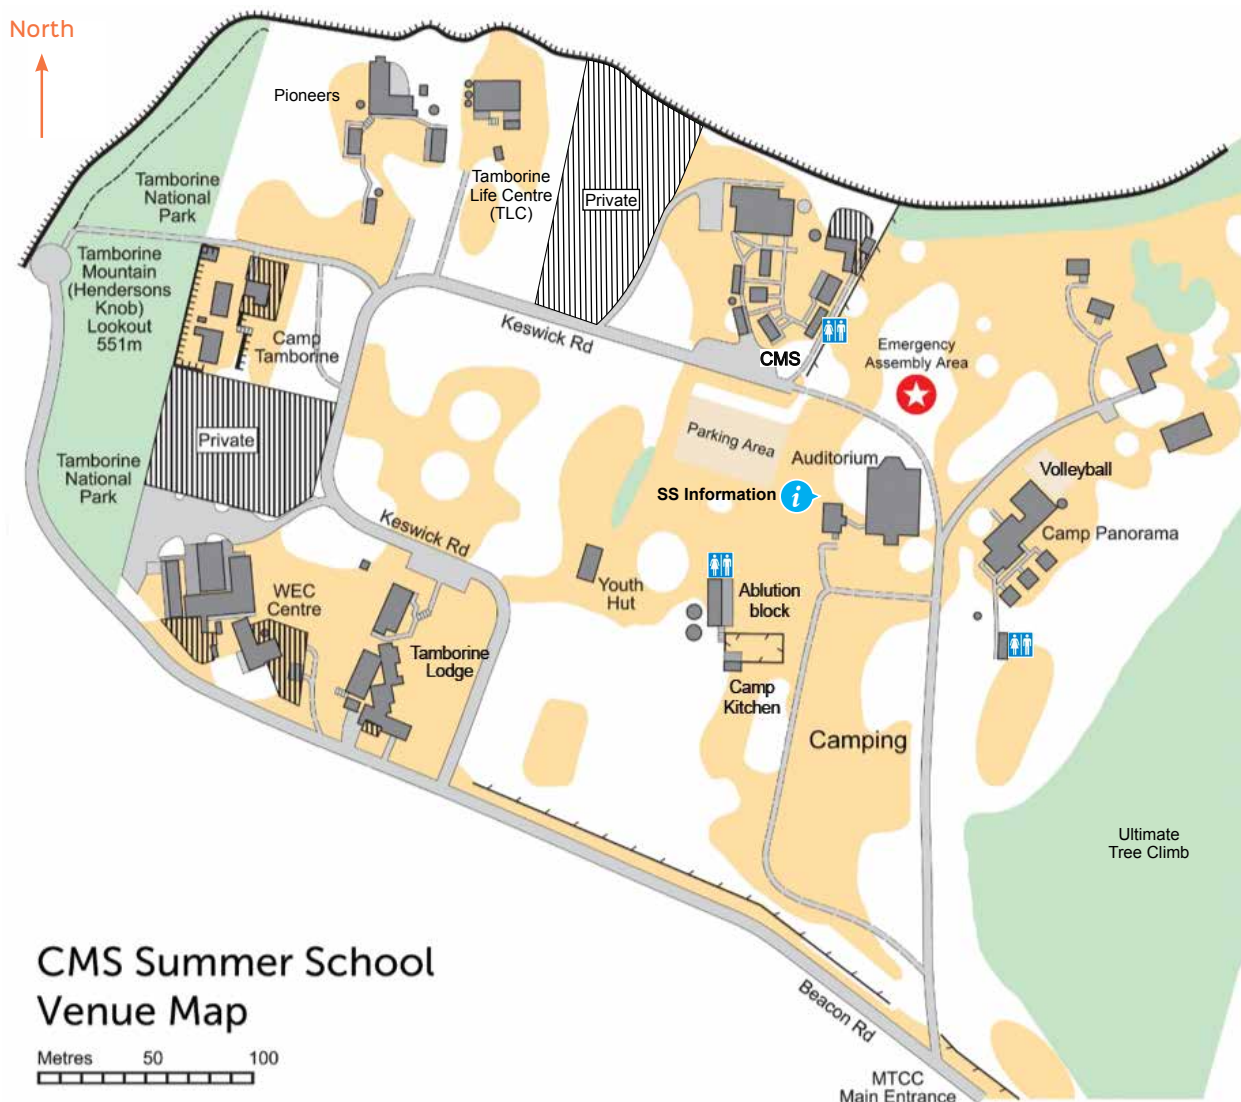 North
Pioneers
Tamborine
Life Centre
(TLC)
Private
Tamborine
National
Park
Tamborine
Mountain
(Hendersons
Knob)
Lookout
551m
Camp
Tamborine
Keswick Rd
CMS
Emergency
Assembly Area
Private
Parking Area
Auditorium
Volleyball
Tamborine
National
Park
SS Information
i
Keswick Rd
Camp Panorama
WEC
Centre
Youth
Hut
Ablution
block
Tamborine
Lodge
Camp
Kitchen
Camping
Ultimate
Tree Climb
CMS Summer School
Venue Map
Metres 50 100
Beacon Rd
MTCC
Main Entrance